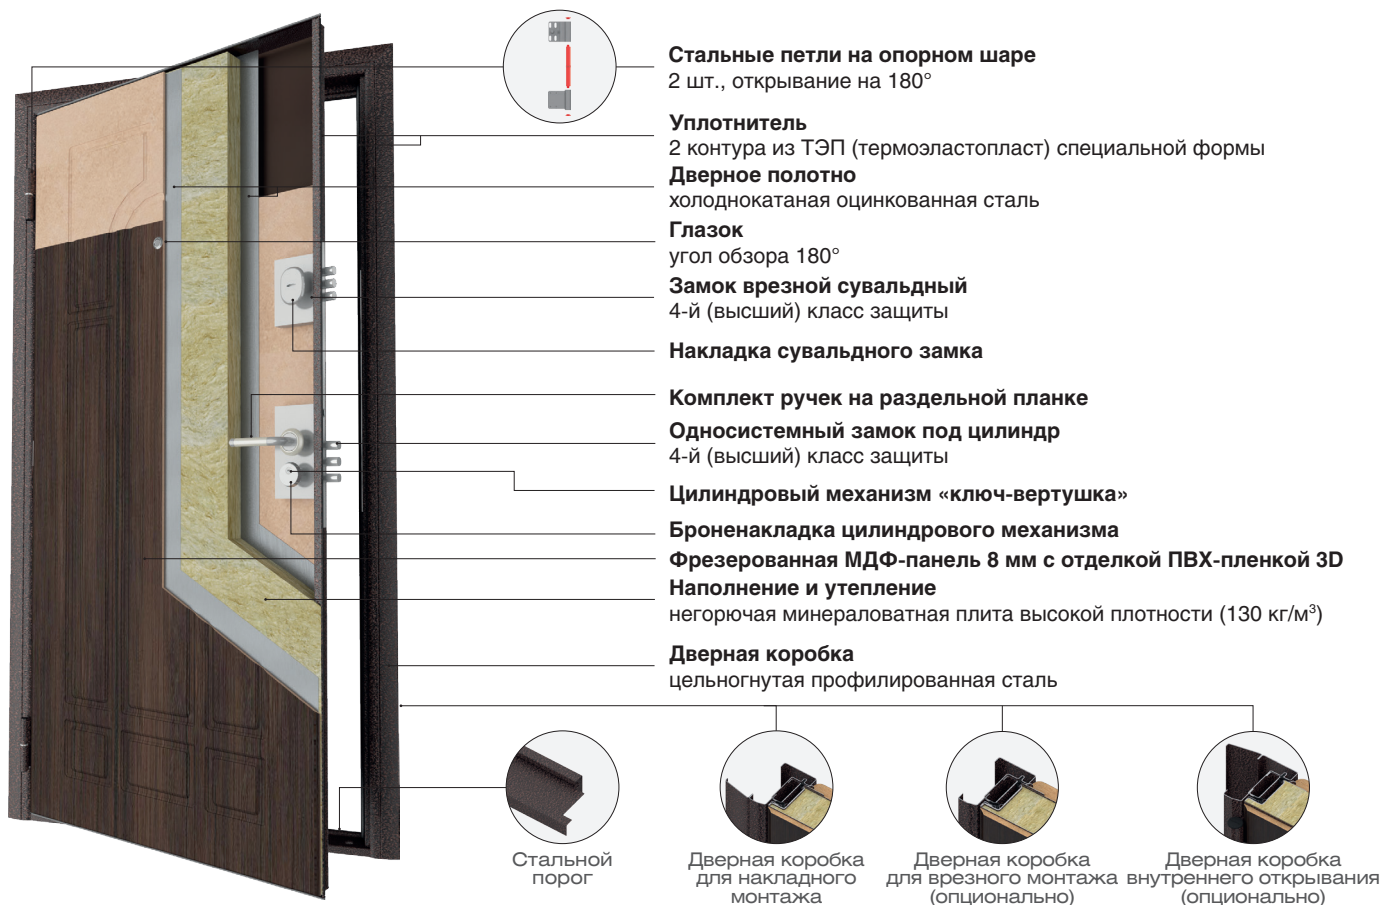 Стальные петли на опорном шаре
2 шт., открывание на 180°
Уплотнитель
2 контура из ТЭП (термоэластопласт) специальной формы
Дверное полотно
холоднокатаная оцинкованная сталь
Глазок
угол обзора 180°
Замок врезной сувальдный
4-й (высший) класс защиты
Накладка сувальдного замка
Комплект ручек на раздельной планке
Односистемный замок под цилиндр
4-й (высший) класс защиты
Цилиндровый механизм «ключ-вертушка»
Броненакладка цилиндрового механизма
Фрезерованная МДФ-панель 8 мм с отделкой ПВХ-пленкой 3D
Наполнение и утепление
негорючая минераловатная плита высокой плотности (130 кг/м³)
Дверная коробка
цельногнутая профилированная сталь
Стальной
порог
Дверная коробка
для накладного
монтажа
Дверная коробка
для врезного монтажа
(опционально)
Дверная коробка
внутреннего открывания
(опционально)